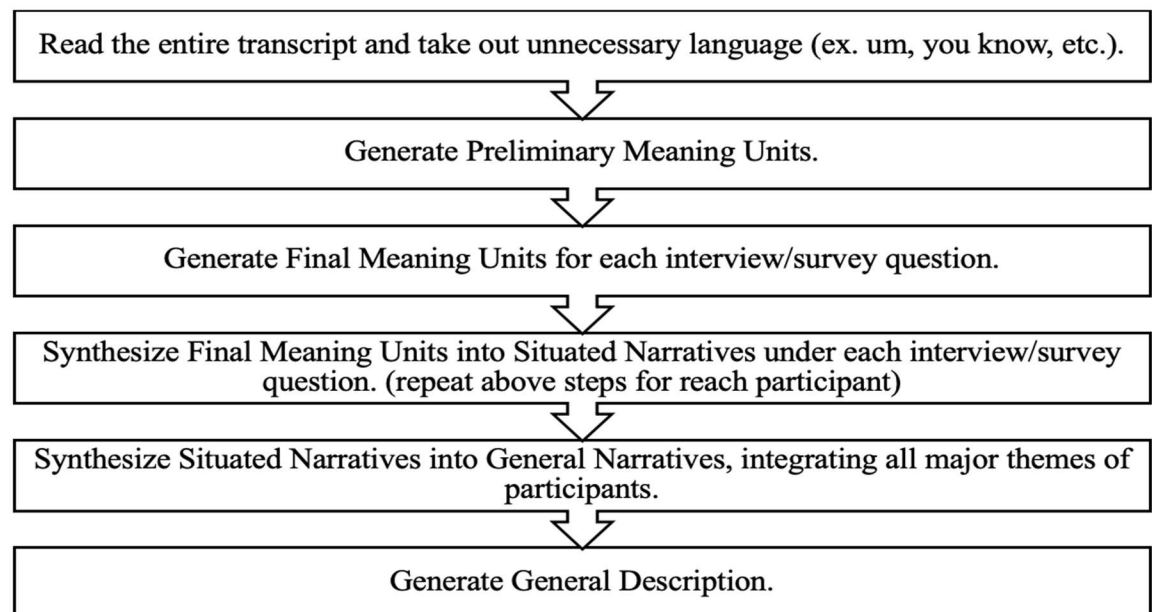 Read the entire transcript and take out unnecessary language (ex. um, you know, etc.).
Generate Preliminary Meaning Units.
Generate Final Meaning Units for each interview/survey question.
Synthesize Final Meaning Units into Situated Narratives under each interview/survey
question. (repeat above steps for reach participant)
Synthesize Situated Narratives into General Narratives, integrating all major themes of
participants.
Generate General Description.